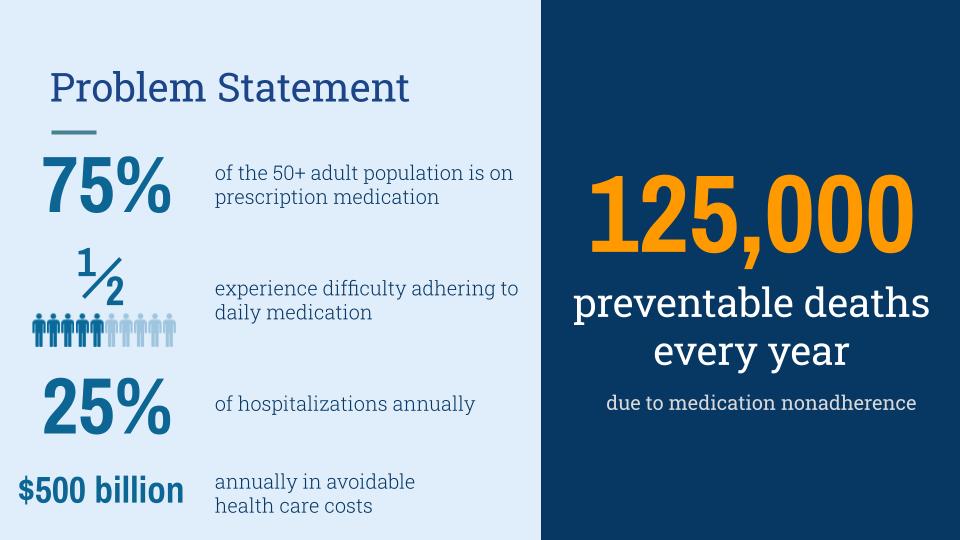 Problem Statement
75%
of the 50+ adult population is on
prescription medication
1/2
experience difficulty adhering to
daily medication
25%
of hospitalizations annually
$500 billion
annually in avoidable
health care costs
125,000
preventable deaths
every year
due to medication nonadherence